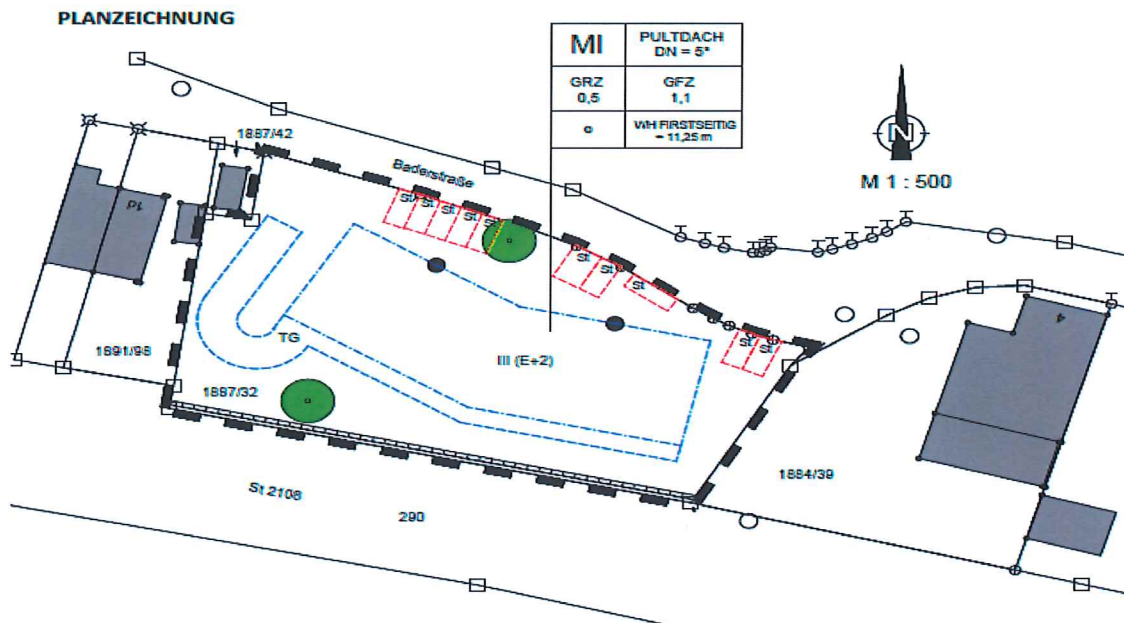 PLANZEICHNUNG
MI
PULTDACH
DN = 5°
GRZ
0,5
GFZ
1,1
o
WH FIRSTSEITIG
= 11,25 m
N
M 1 : 500
1887/42
Baderstraße
St
St
St
St
St
St
St
St
1d
4
TG
III (E+2)
St
St
1891/98
1887/32
1884/39
St 2108
290